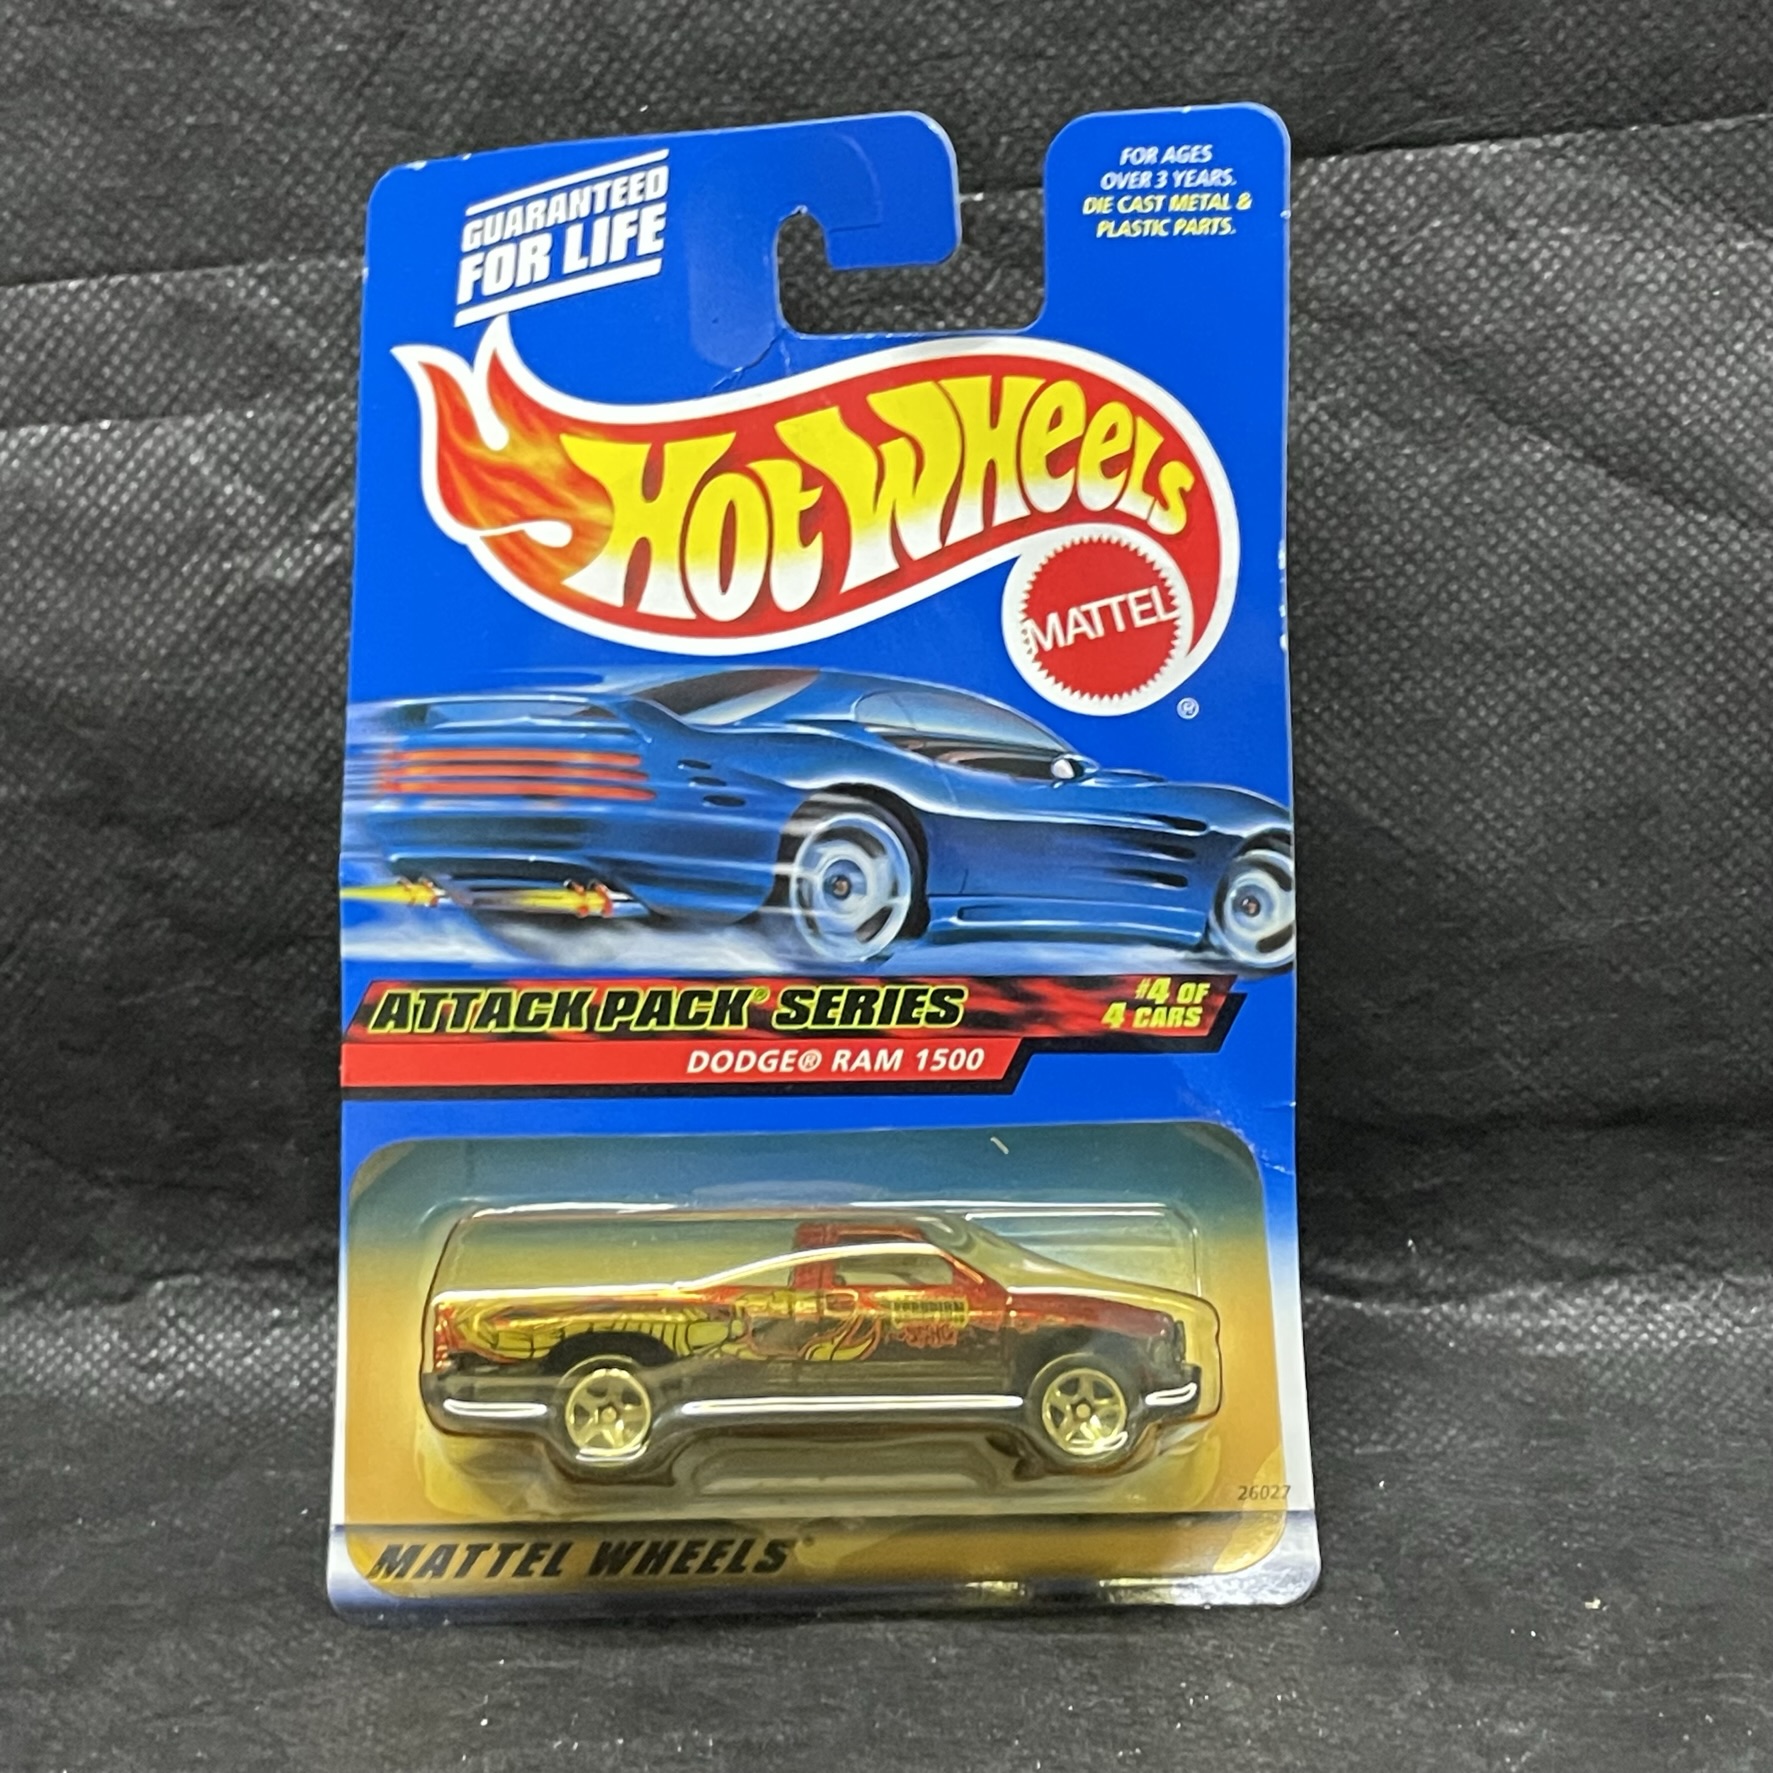 GUARANTEED
FOR LIFE
FOR AGES
OVER 3 YEARS.
DIE CAST METAL &
PLASTIC PARTS.
HOT WHEELS
MATTEL
®
ATTACK PACK® SERIES
#4 OF
4 CARS
DODGE® RAM 1500
26027
MATTEL WHEELS